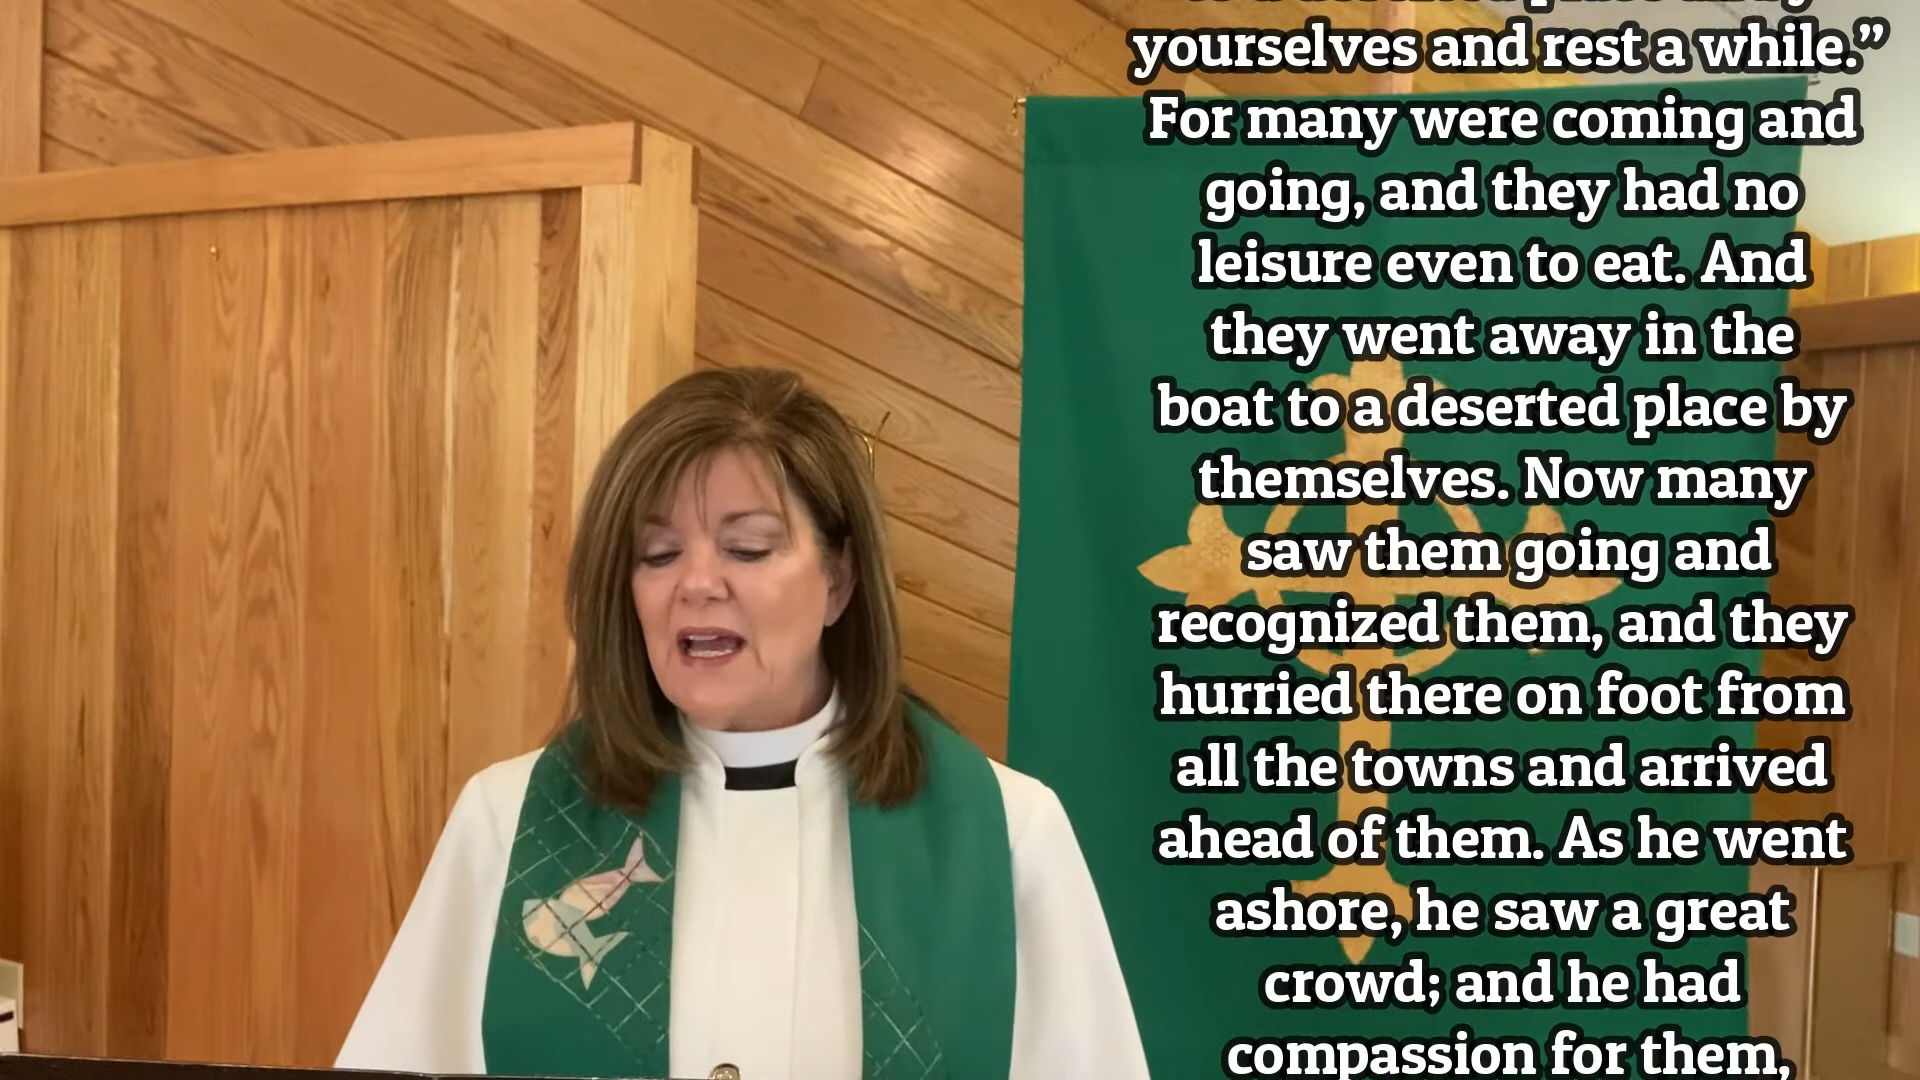 yourselves and rest a while.”
For many were coming and
going, and they had no
leisure even to eat. And
they went away in the
boat to a deserted place by
themselves. Now many
saw them going and
recognized them, and they
hurried there on foot from
all the towns and arrived
ahead of them. As he went
ashore, he saw a great
crowd; and he had
compassion for them,